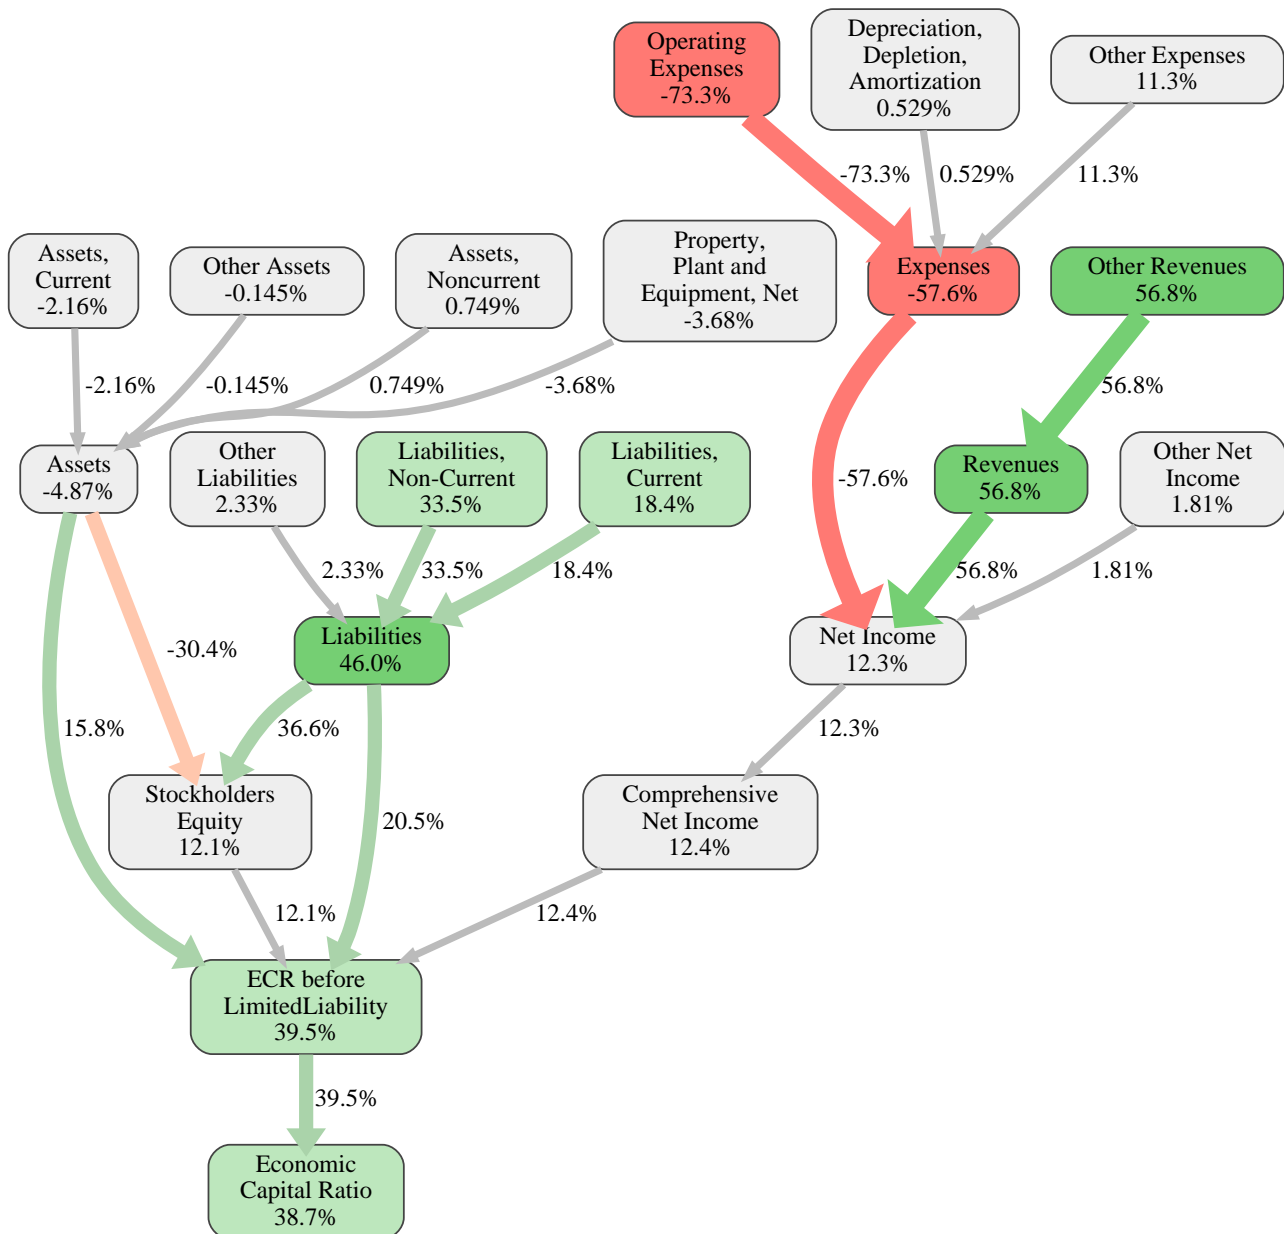 Operating
Expenses
-73.3%
Depreciation,
Depletion,
Amortization
0.529%
Other Expenses
11.3%
-73.3%
0.529%
11.3%
Assets,
Current
-2.16%
Other Assets
-0.145%
Assets,
Noncurrent
0.749%
Property,
Plant and
Equipment, Net
-3.68%
Expenses
-57.6%
Other Revenues
56.8%
-2.16%
-0.145%
0.749%
-3.68%
56.8%
Assets
-4.87%
Other
Liabilities
2.33%
Liabilities,
Non-Current
33.5%
Liabilities,
Current
18.4%
-57.6%
Revenues
56.8%
Other Net
Income
1.81%
2.33%
33.5%
18.4%
56.8%
1.81%
-30.4%
Liabilities
46.0%
Net Income
12.3%
15.8%
36.6%
12.3%
Stockholders
Equity
12.1%
20.5%
Comprehensive
Net Income
12.4%
12.1%
12.4%
ECR before
LimitedLiability
39.5%
39.5%
Economic
Capital Ratio
38.7%